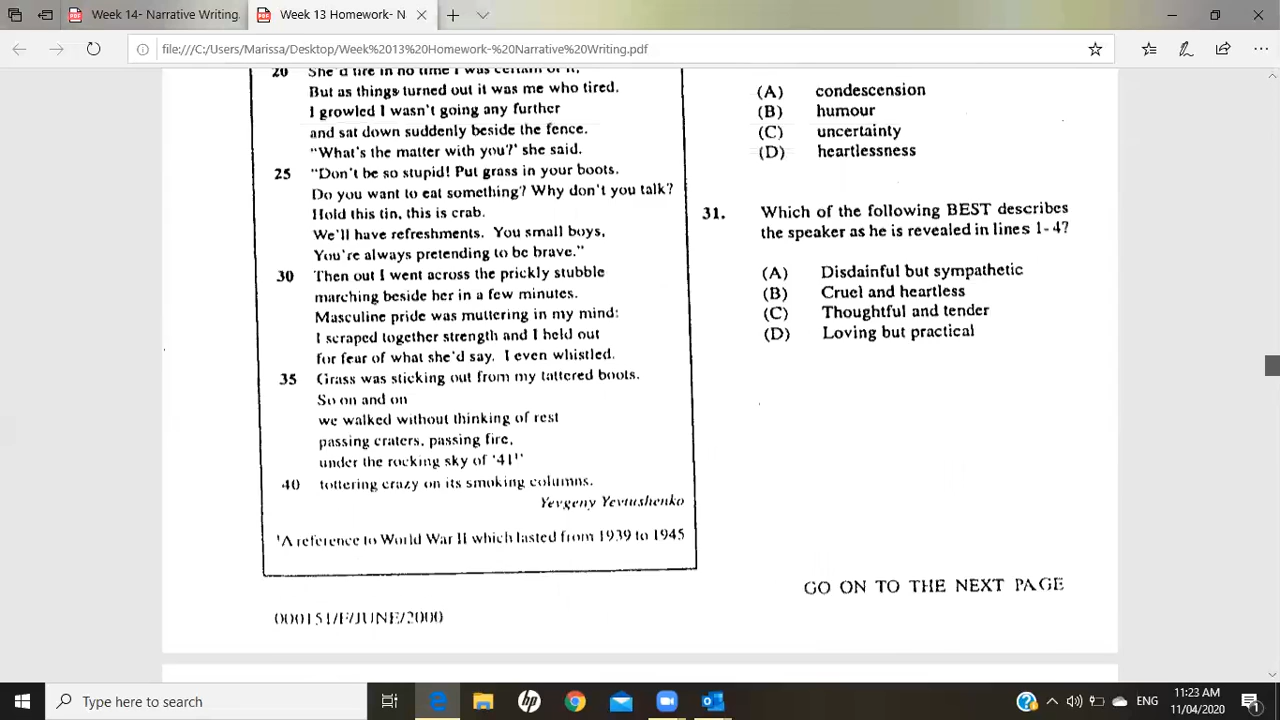 Week 14- Narrative Writing.
Week 13 Homework- N
file:///C:/Users/Marissa/Desktop/Week%2013%20Homework-%20Narrative%20Writing.pdf
20 She'd tire in no time I was certain of it,
But as things turned out it was me who tired.
I growled I wasn't going any further
and sat down suddenly beside the fence.
"What's the matter with you?' she said.
25 "Don't be so stupid! Put grass in your boots.
Do you want to eat something? Why don't you talk?
Hold this tin, this is crab.
We'll have refreshments. You small boys,
You're always pretending to be brave."
30 Then out I went across the prickly stubble
marching beside her in a few minutes.
Masculine pride was muttering in my mind:
I scraped together strength and I held out
for fear of what she'd say. I even whistled.
35 Grass was sticking out from my tattered boots.
So on and on
we walked without thinking of rest
passing craters, passing fire,
under the rocking sky of '41¹'
40 tottering crazy on its smoking columns.
Yevgeny Yevtushenko
¹A reference to World War II which lasted from 1939 to 1945
000151/F/JUNE/2000
(A) condescension
(B) humour
(C) uncertainty
(D) heartlessness
31. Which of the following BEST describes
the speaker as he is revealed in lines 1-4?
(A) Disdainful but sympathetic
(B) Cruel and heartless
(C) Thoughtful and tender
(D) Loving but practical
GO ON TO THE NEXT PAGE
Type here to search
ENG
11:23 AM
11/04/2020